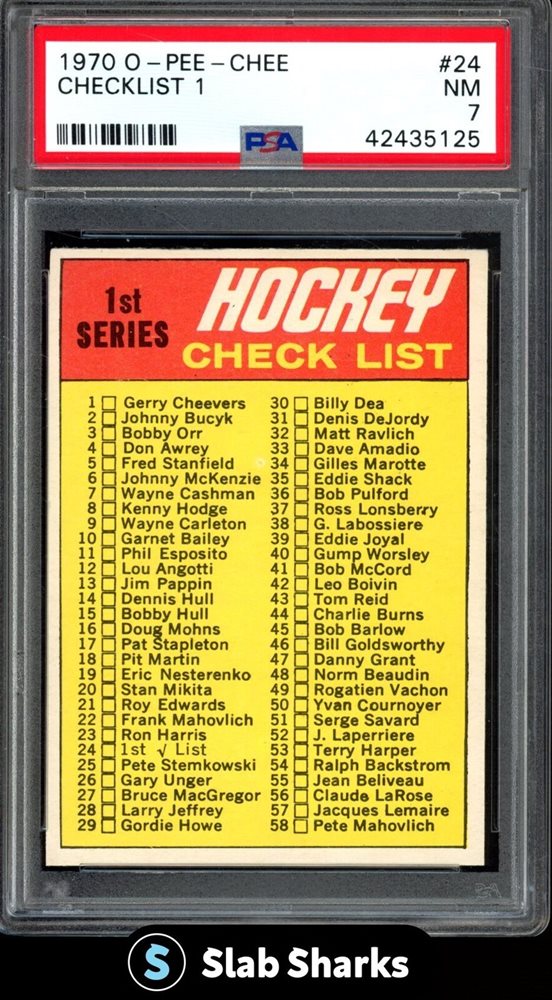 1970 O-PEE-CHEE #24
CHECKLIST 1 NM
7
PSA 42435125
1st SERIES
HOCKEY
CHECK LIST
1 Gerry Cheevers
2 Johnny Bucyk
3 Bobby Orr
4 Don Awrey
5 Fred Stanfield
6 Johnny McKenzie
7 Wayne Cashman
8 Kenny Hodge
9 Wayne Carleton
10 Garnet Bailey
11 Phil Esposito
12 Lou Angotti
13 Jim Pappin
14 Dennis Hull
15 Bobby Hull
16 Doug Mohns
17 Pat Stapleton
18 Pit Martin
19 Eric Nesterenko
20 Stan Mikita
21 Roy Edwards
22 Frank Mahovlich
23 Ron Harris
24 1st √ List
25 Pete Stemkowski
26 Gary Unger
27 Bruce MacGregor
28 Larry Jeffrey
29 Gordie Howe
30 Billy Dea
31 Denis DeJordy
32 Matt Ravlich
33 Dave Amadio
34 Gilles Marotte
35 Eddie Shack
36 Bob Pulford
37 Ross Lonsberry
38 G. Labossiere
39 Eddie Joyal
40 Gump Worsley
41 Bob McCord
42 Leo Boivin
43 Tom Reid
44 Charlie Burns
45 Bob Barlow
46 Bill Goldsworthy
47 Danny Grant
48 Norm Beaudin
49 Rogatien Vachon
50 Yvan Cournoyer
51 Serge Savard
52 J. Laperriere
53 Terry Harper
54 Ralph Backstrom
55 Jean Beliveau
56 Claude LaRose
57 Jacques Lemaire
58 Pete Mahovlich
PSA
S Slab Sharks